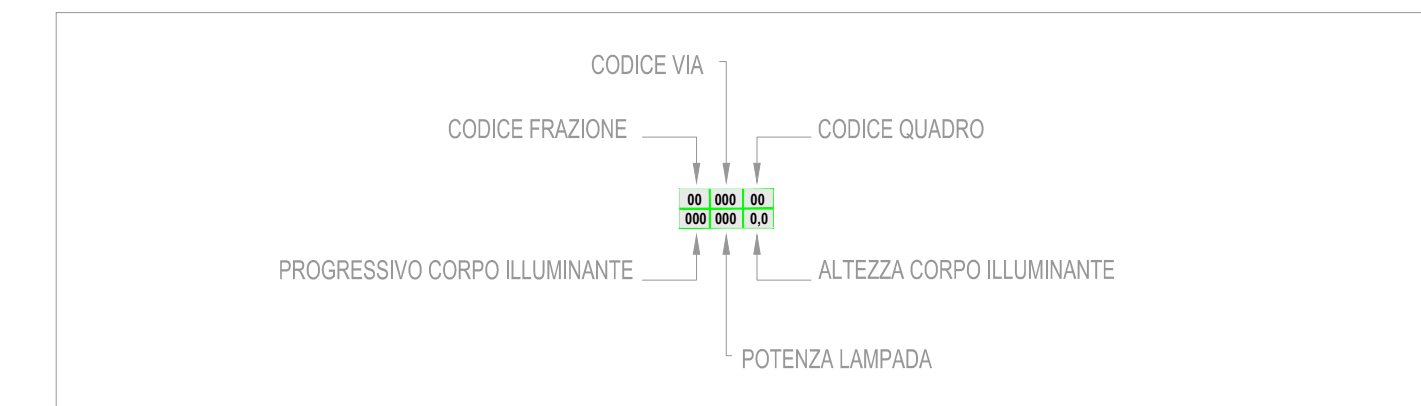 CODICE VIA
CODICE FRAZIONE
CODICE QUADRO
00 000 00
000 000 0,0
PROGRESSIVO CORPO ILLUMINANTE
ALTEZZA CORPO ILLUMINANTE
POTENZA LAMPADA